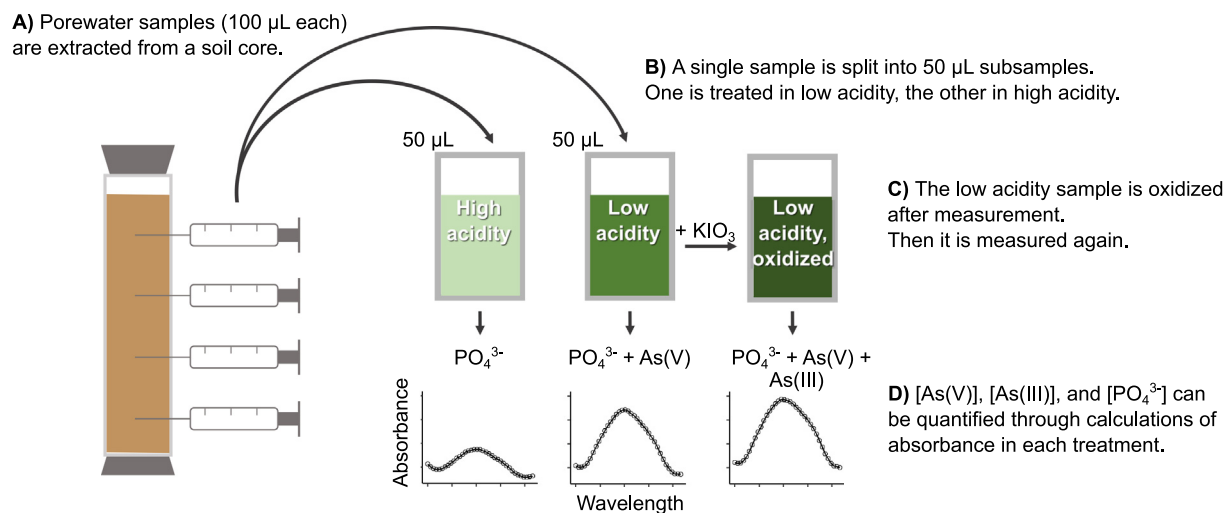 A) Porewater samples (100 µL each)
are extracted from a soil core.
B) A single sample is split into 50 µL subsamples.
One is treated in low acidity, the other in high acidity.
50 µL
50 µL
High
acidity
Low
acidity
+ KIO₃
Low
acidity,
oxidized
C) The low acidity sample is oxidized
after measurement.
Then it is measured again.
PO₄³⁻
PO₄³⁻ + As(V)
PO₄³⁻ + As(V) +
As(III)
Absorbance
Wavelength
D) [As(V)], [As(III)], and [PO₄³⁻] can
be quantified through calculations of
absorbance in each treatment.